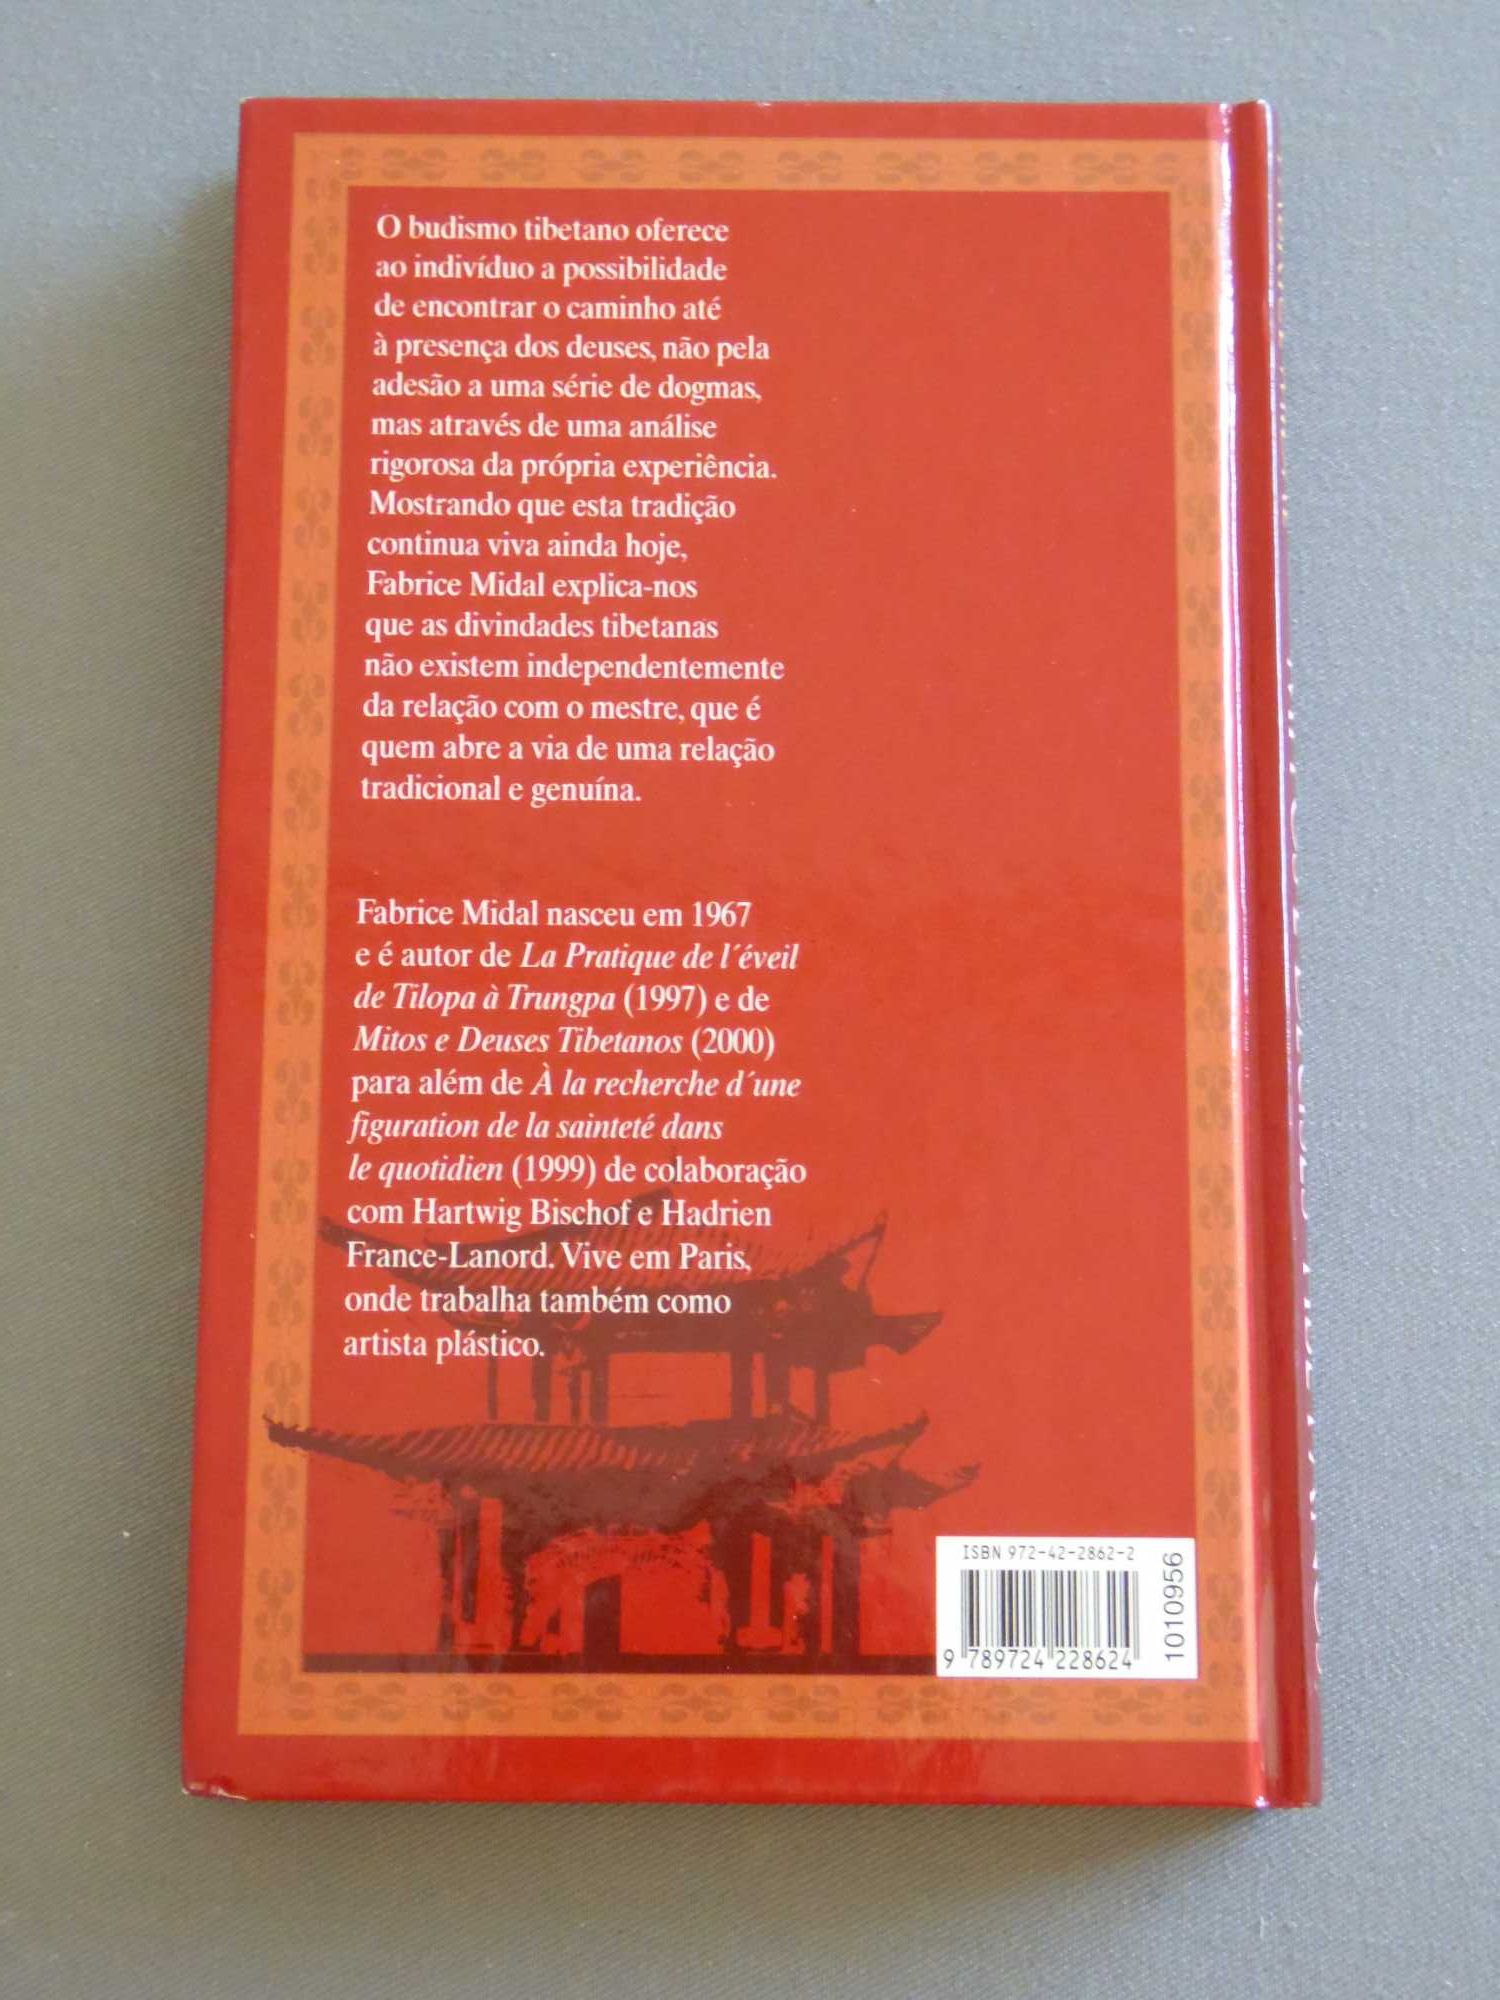 O budismo tibetano oferece
ao indivíduo a possibilidade
de encontrar o caminho até
à presença dos deuses, não pela
adesão a uma série de dogmas,
mas através de uma análise
rigorosa da própria experiência.
Mostrando que esta tradição
continua viva ainda hoje,
Fabrice Midal explica-nos
que as divindades tibetanas
não existem independentemente
da relação com o mestre, que é
quem abre a via de uma relação
tradicional e genuína.
Fabrice Midal nasceu em 1967
e é autor de La Pratique de l´éveil
de Tilopa à Trungpa (1997) e de
Mitos e Deuses Tibetanos (2000)
para além de À la recherche d´une
figuration de la sainteté dans
le quotidien (1999) de colaboração
com Hartwig Bischof e Hadrien
France-Lanord. Vive em Paris,
onde trabalha também como
artista plástico.
ISBN 972-42-2862-2
9 789724 228624
1010956